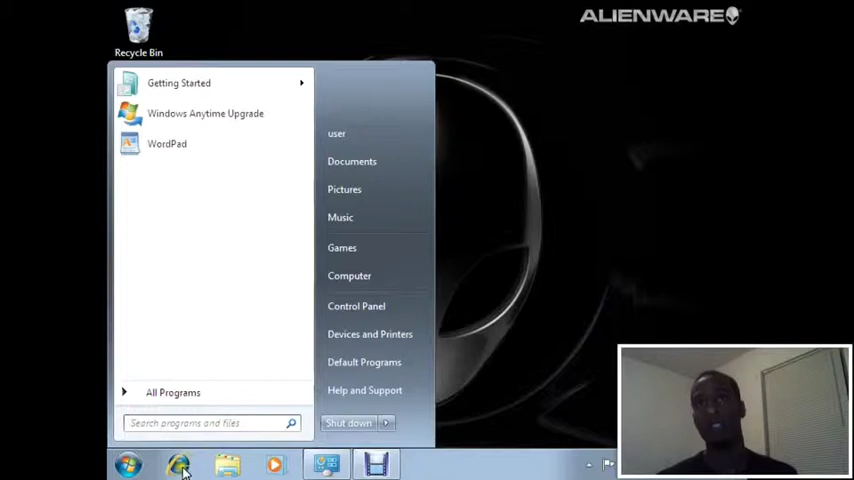 ALIENWARE
Recycle Bin
Getting Started
Windows Anytime Upgrade
WordPad
All Programs
Search programs and files
user
Documents
Pictures
Music
Games
Computer
Control Panel
Devices and Printers
Default Programs
Help and Support
Shut down